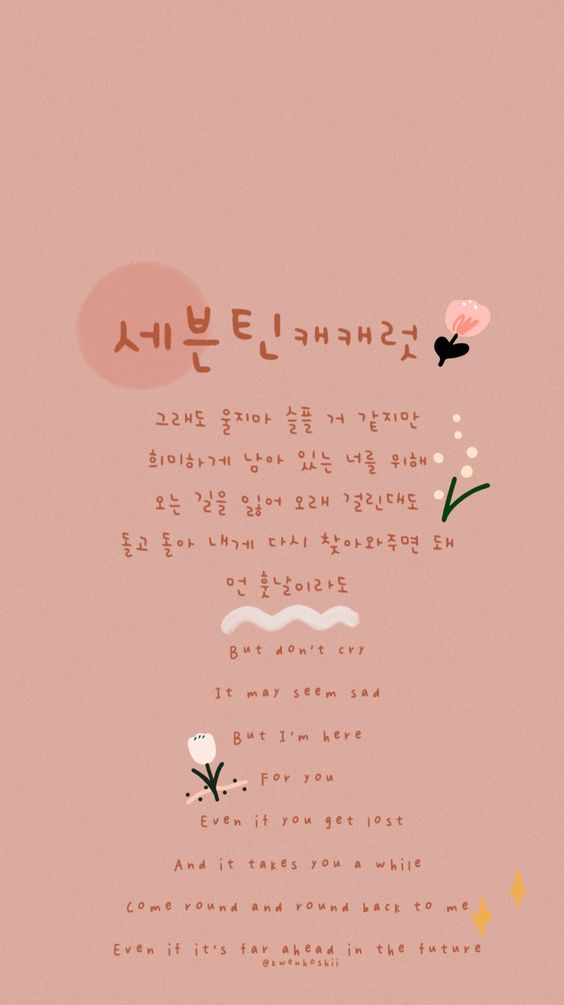 세븐틴 캐캐럿
그래도 울지마 슬플 거 같지만
희미하게 남아 있는 너를 위해
오는 길을 잃어 오래 걸린대도
돌고 돌아 내게 다시 찾아와주면 돼
먼 훗날이라도
But don't cry
It may seem sad
But I'm here
For you
Even if you get lost
And it takes you a while
Come round and round back to me
Even if it's far ahead in the future
@zwenhoshii